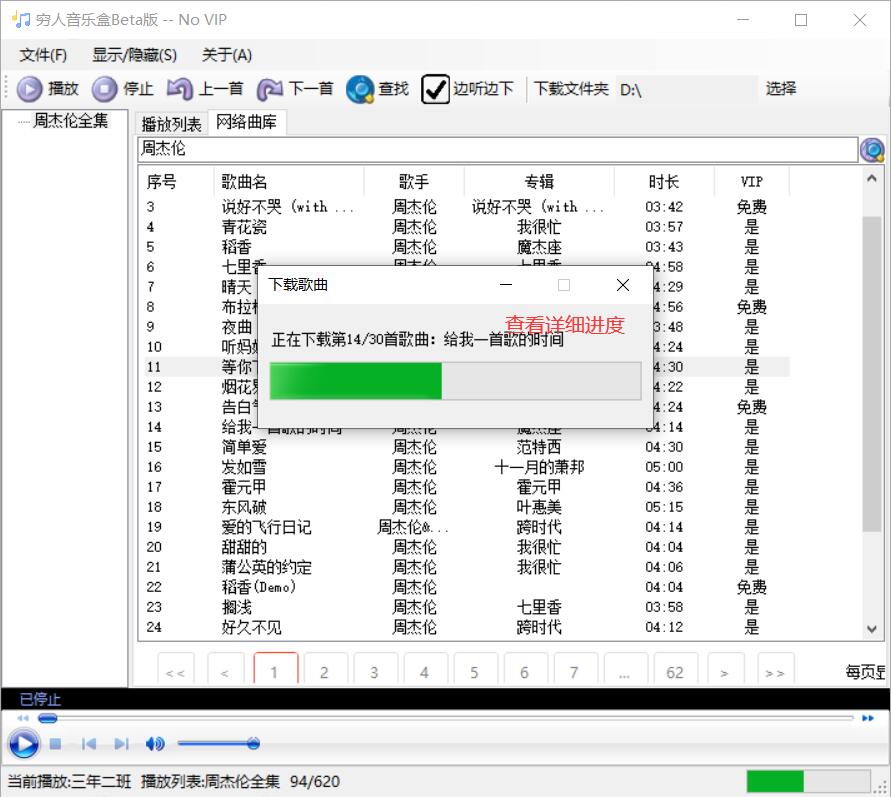 穷人音乐盒Beta版 -- No VIP
文件(F) 显示/隐藏(S) 关于(A)
播放 停止 上一首 下一首 查找 边听边下 下载文件夹 D:\ 选择
周杰伦全集
播放列表 网络曲库
周杰伦
序号 歌曲名 歌手 专辑 时长 VIP
3 说好不哭 (with ... 周杰伦 说好不哭 (with ... 03:42 免费
4 青花瓷 周杰伦 我很忙 03:57 是
5 稻香 周杰伦 魔杰座 03:43 是
6 七里香 周杰伦 七里香 4:58 是
7 晴天 4:29 是
8 布拉格 4:56 免费
9 夜曲 3:48 是
10 听妈妈 4:24 是
11 等你下 4:30 是
12 烟花易 4:22 是
13 告白气 4:24 免费
14 给我一首歌的时间 周杰伦 魔杰座 4:14 是
15 简单爱 周杰伦 范特西 04:30 是
16 发如雪 周杰伦 十一月的萧邦 05:00 是
17 霍元甲 周杰伦 霍元甲 04:36 是
18 东风破 周杰伦 叶惠美 05:15 是
19 爱的飞行日记 周杰伦&... 跨时代 04:14 是
20 甜甜的 周杰伦 我很忙 04:04 是
21 蒲公英的约定 周杰伦 我很忙 04:06 是
22 稻香(Demo) 周杰伦 04:04 免费
23 搁浅 周杰伦 七里香 03:58 是
24 好久不见 周杰伦 跨时代 04:12 是
下载歌曲
查看详细进度
正在下载第14/30首歌曲: 给我一首歌的时间
<< < 1 2 3 4 5 6 7 ... 62 > >> 每页显
已停止
当前播放:三年二班 播放列表:周杰伦全集 94/620